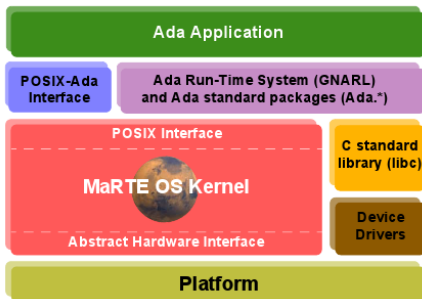 Ada Application
POSIX-Ada
Interface
Ada Run-Time System (GNARL)
and Ada standard packages (Ada.*)
POSIX Interface
MaRTE OS Kernel
Abstract Hardware Interface
C standard
library (libc)
Device
Drivers
Platform